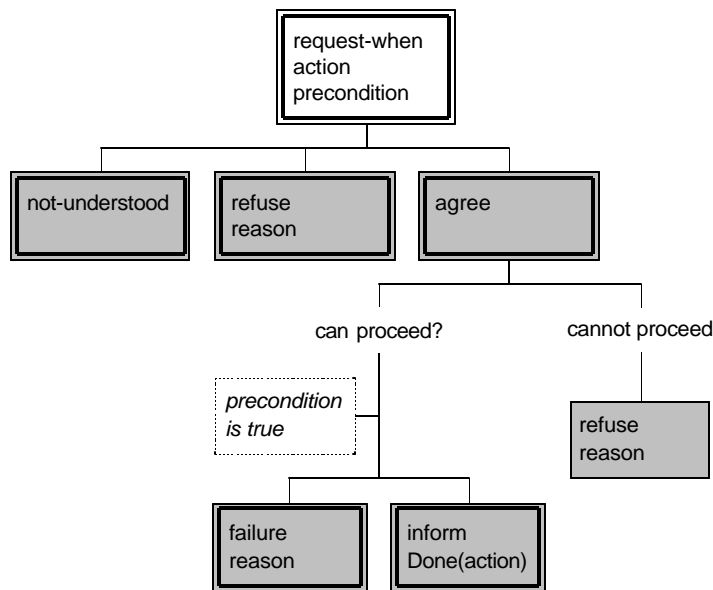 request-when
action
precondition
not-understood
refuse
reason
agree
can proceed?
cannot proceed
precondition
is true
refuse
reason
failure
reason
inform
Done(action)